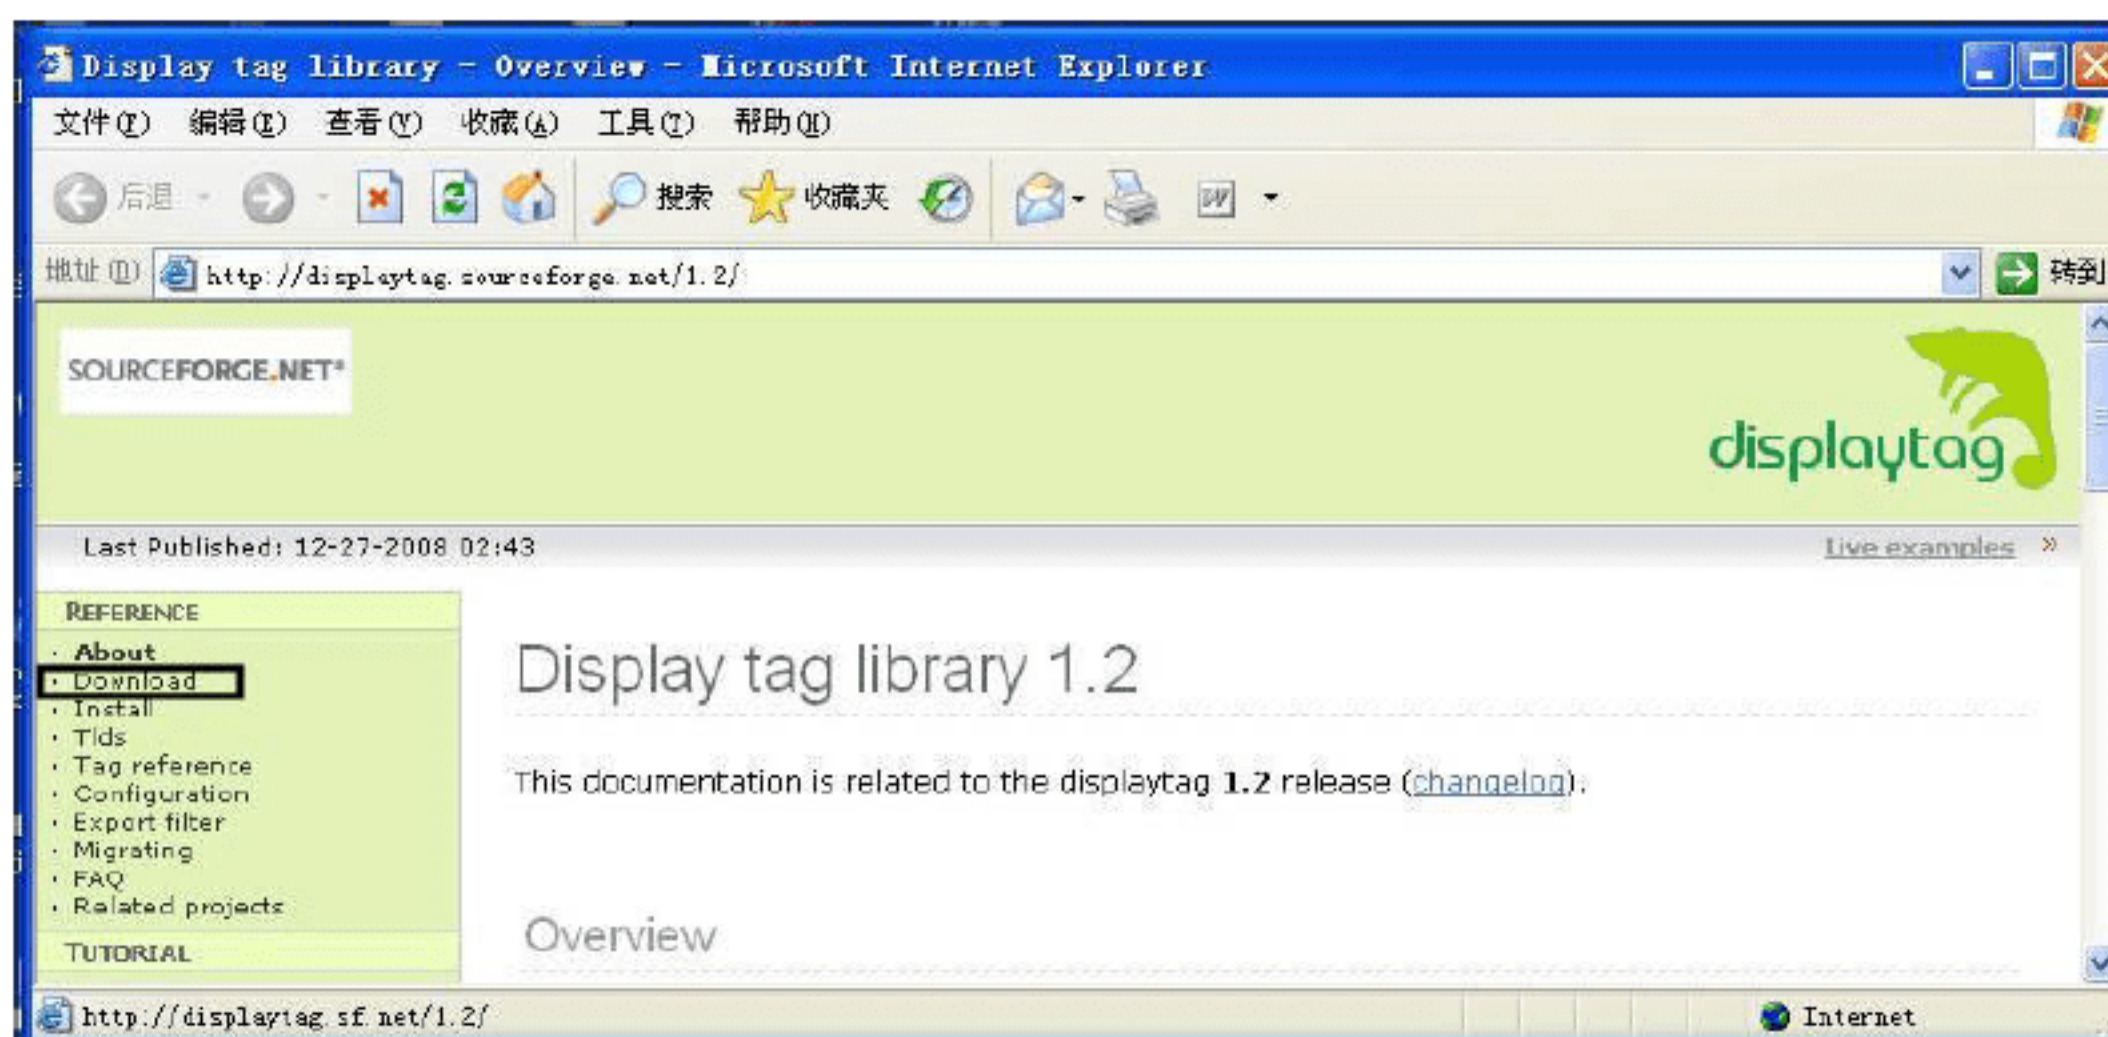 Display tag library - Overview - Microsoft Internet Explorer
文件(F) 编辑(E) 查看(V) 收藏(A) 工具(T) 帮助(H)
后退 搜索 收藏夹
地址(D) http://displaytag.sourceforge.net/1.2/ 转到
SOURCEFORGE.NET®
displaytag
Last Published: 12-27-2008 02:43 Live examples »
REFERENCE
· About
· Download
· Install
· Tlds
· Tag reference
· Configuration
· Export filter
· Migrating
· FAQ
· Related projects
TUTORIAL
Display tag library 1.2
This documentation is related to the displaytag 1.2 release (changelog).
Overview
http://displaytag.sf.net/1.2/ Internet